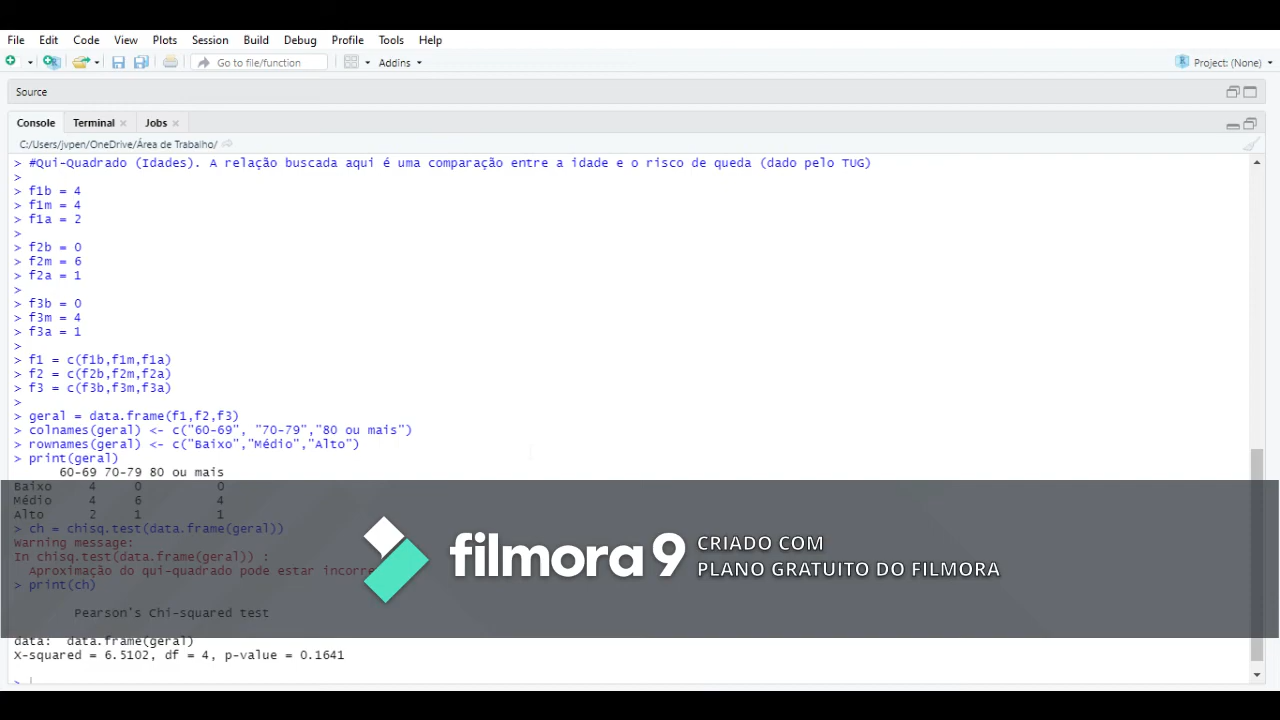 File Edit Code View Plots Session Build Debug Profile Tools Help
Go to file/function Addins Project: (None)
Source
Console Terminal Jobs
C:/Users/jvpen/OneDrive/Área de Trabalho/
> #Qui-Quadrado (Idades). A relação buscada aqui é uma comparação entre a idade e o risco de queda (dado pelo TUG)
>
> f1b = 4
> f1m = 4
> f1a = 2
>
> f2b = 0
> f2m = 6
> f2a = 1
>
> f3b = 0
> f3m = 4
> f3a = 1
>
> f1 = c(f1b,f1m,f1a)
> f2 = c(f2b,f2m,f2a)
> f3 = c(f3b,f3m,f3a)
>
> geral = data.frame(f1,f2,f3)
> colnames(geral) <- c("60-69", "70-79","80 ou mais")
> rownames(geral) <- c("Baixo","Médio","Alto")
> print(geral)
60-69 70-79 80 ou mais
Baixo 4 0 0
Médio 4 6 4
Alto 2 1 1
> ch = chisq.test(data.frame(geral))
Warning message:
In chisq.test(data.frame(geral)) :
Aproximação do qui-quadrado pode estar
> print(ch)
Pearson's Chi-squared test
data: data.frame(geral)
X-squared = 6.5102, df = 4, p-value = 0.1641
>
filmora 9
CRIADO COM
PLANO GRATUITO DO FILMORA